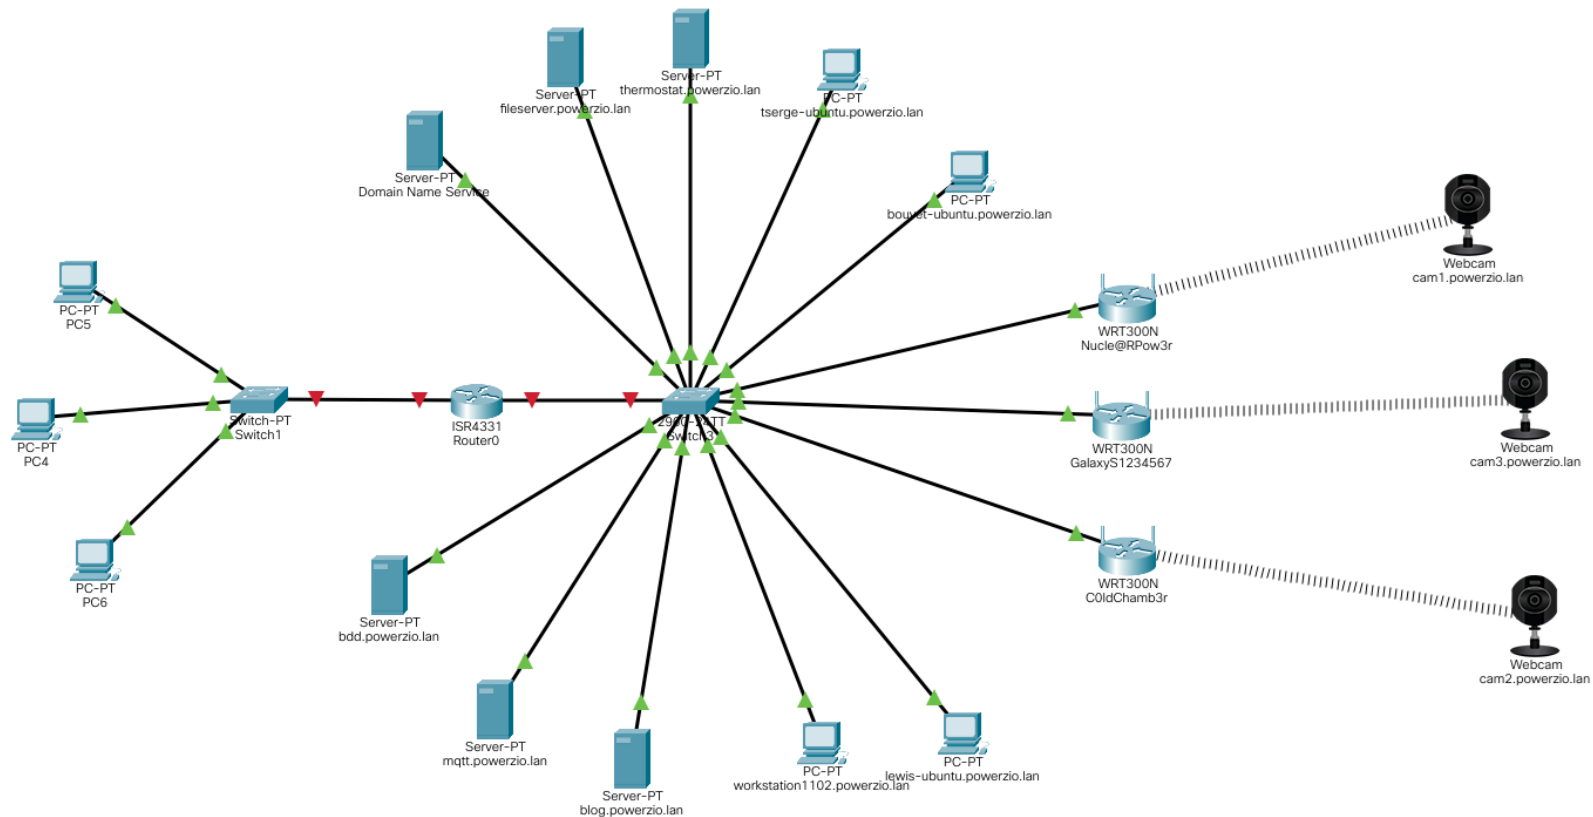 Server-PT
thermostat.powerzio.lan
Server-PT
fileserver.powerzio.lan
PC-PT
tserge-ubuntu.powerzio.lan
Server-PT
Domain Name Service
PC-PT
bouvet-ubuntu.powerzio.lan
Webcam
cam1.powerzio.lan
PC-PT
PC5
WRT300N
Nucle@RPow3r
Switch-PT
Switch1
ISR4331
Router0
2960-24TT
Switch3
PC-PT
PC4
WRT300N
GalaxyS1234567
Webcam
cam3.powerzio.lan
PC-PT
PC6
WRT300N
C0ldChamb3r
Server-PT
bdd.powerzio.lan
Webcam
cam2.powerzio.lan
Server-PT
mqtt.powerzio.lan
PC-PT
workstation1102.powerzio.lan
PC-PT
lewis-ubuntu.powerzio.lan
Server-PT
blog.powerzio.lan